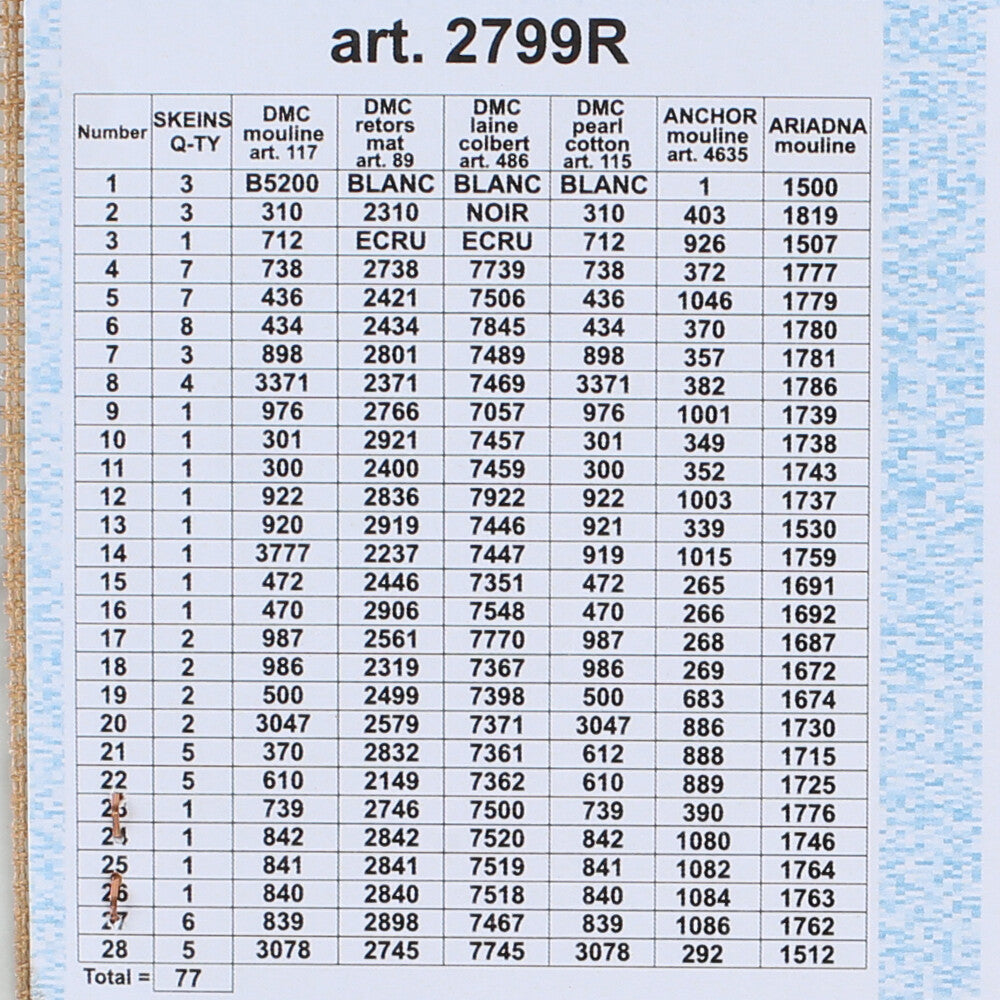 art. 2799R
Number SKEINS Q-TY DMC mouline art. 117 DMC retors mat art. 89 DMC laine colbert art. 486 DMC pearl cotton art. 115 ANCHOR mouline art. 4635 ARIADNA mouline
1 3 B5200 BLANC BLANC BLANC 1 1500
2 3 310 2310 NOIR 310 403 1819
3 1 712 ECRU ECRU 712 926 1507
4 7 738 2738 7739 738 372 1777
5 7 436 2421 7506 436 1046 1779
6 8 434 2434 7845 434 370 1780
7 3 898 2801 7489 898 357 1781
8 4 3371 2371 7469 3371 382 1786
9 1 976 2766 7057 976 1001 1739
10 1 301 2921 7457 301 349 1738
11 1 300 2400 7459 300 352 1743
12 1 922 2836 7922 922 1003 1737
13 1 920 2919 7446 921 339 1530
14 1 3777 2237 7447 919 1015 1759
15 1 472 2446 7351 472 265 1691
16 1 470 2906 7548 470 266 1692
17 2 987 2561 7770 987 268 1687
18 2 986 2319 7367 986 269 1672
19 2 500 2499 7398 500 683 1674
20 2 3047 2579 7371 3047 886 1730
21 5 370 2832 7361 612 888 1715
22 5 610 2149 7362 610 889 1725
23 1 739 2746 7500 739 390 1776
24 1 842 2842 7520 842 1080 1746
25 1 841 2841 7519 841 1082 1764
26 1 840 2840 7518 840 1084 1763
27 6 839 2898 7467 839 1086 1762
28 5 3078 2745 7745 3078 292 1512
Total = 77